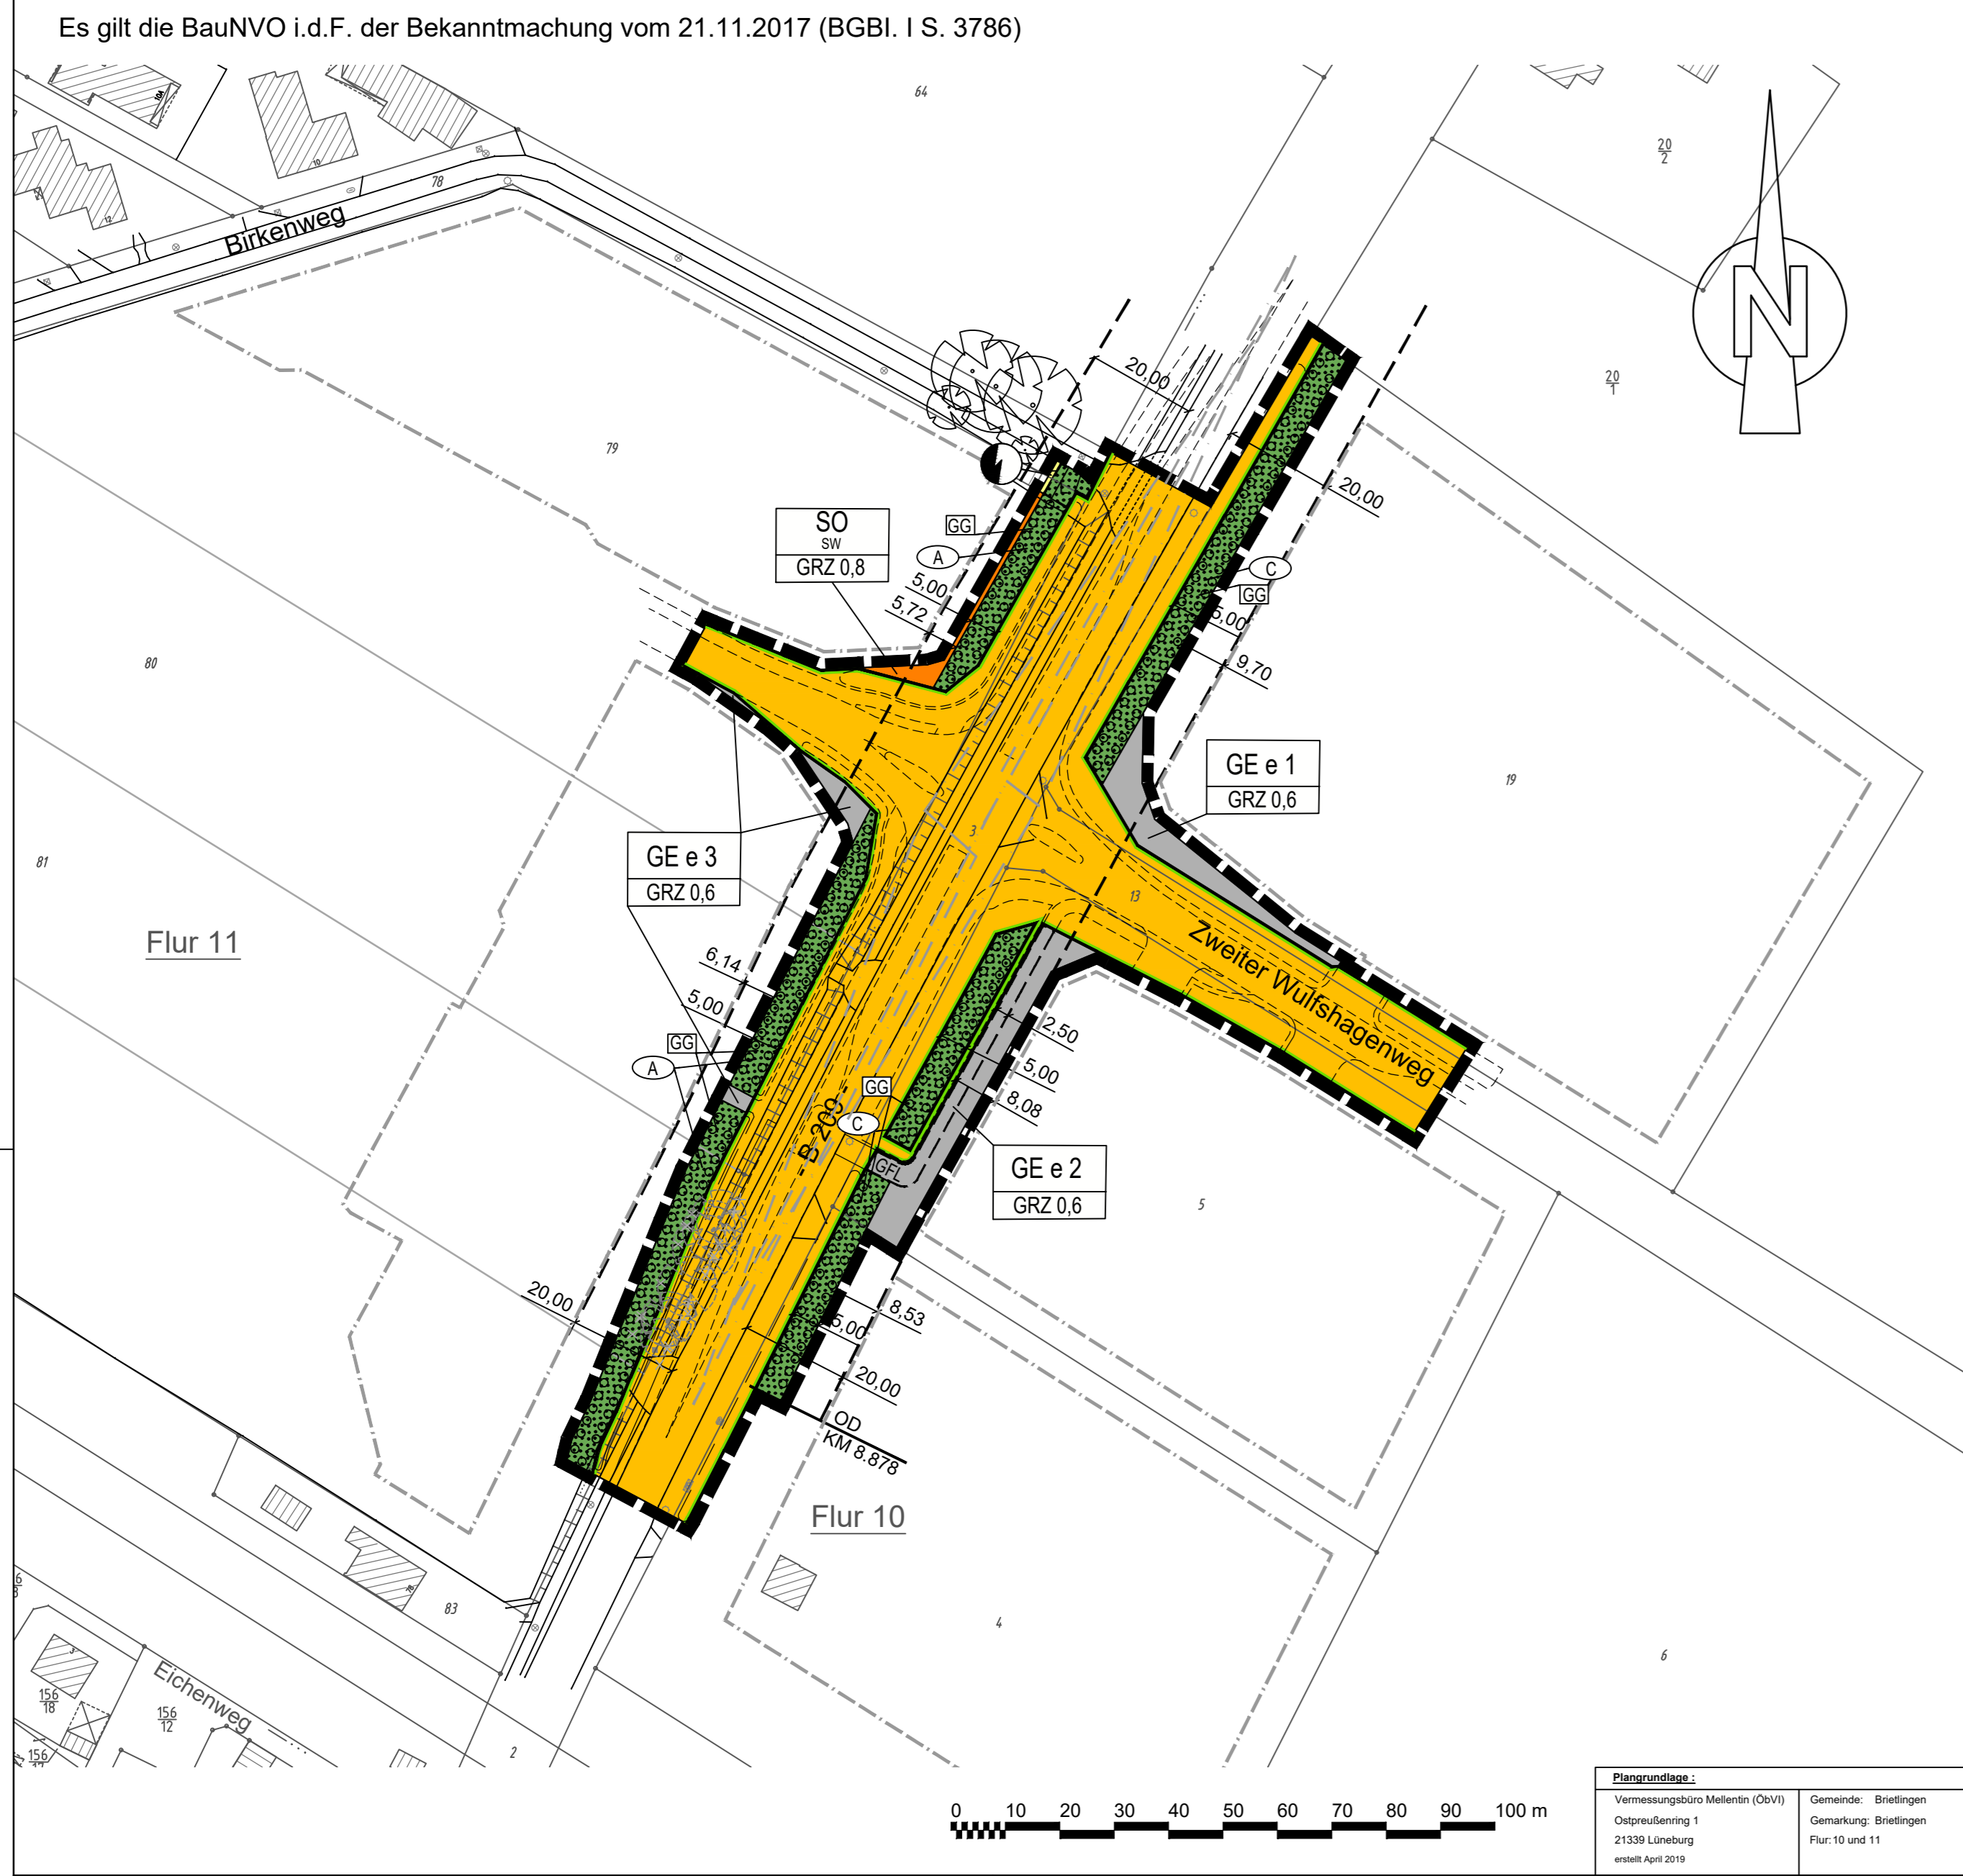 Es gilt die BauNVO i.d.F. der Bekanntmachung vom 21.11.2017 (BGBl. I S. 3786)
64
20
2
10A
10
78
12
Birkenweg
N
20
1
20,00
79
20,00
SO
SW
GRZ 0,8
GG
A
C
GG
5,00
5,72
5,00
9,70
80
19
GE e 1
GRZ 0,6
3
81
GE e 3
GRZ 0,6
13
Flur 11
Zweiter Wulfshagenweg
6,14
5,00
2,50
5,00
8,08
GG
A
GG
C
B 209
GFL
GE e 2
GRZ 0,6
5
20,00
8,53
5,00
20,00
OD
KM 8.878
Flur 10
83
4
6
3
Eichenweg
156
18
156
12
156
2
0 10 20 30 40 50 60 70 80 90 100 m
Plangrundlage :
Vermessungsbüro Mellentin (ÖbVI)
Ostpreußenring 1
21339 Lüneburg
erstellt April 2019
Gemeinde: Brietlingen
Gemarkung: Brietlingen
Flur: 10 und 11